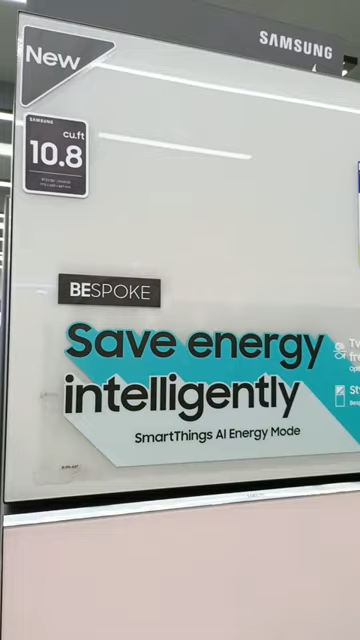 SAMSUNG
New
SAMSUNG
cu.ft
10.8
BESPOKE
Save energy
intelligently
SmartThings AI Energy Mode